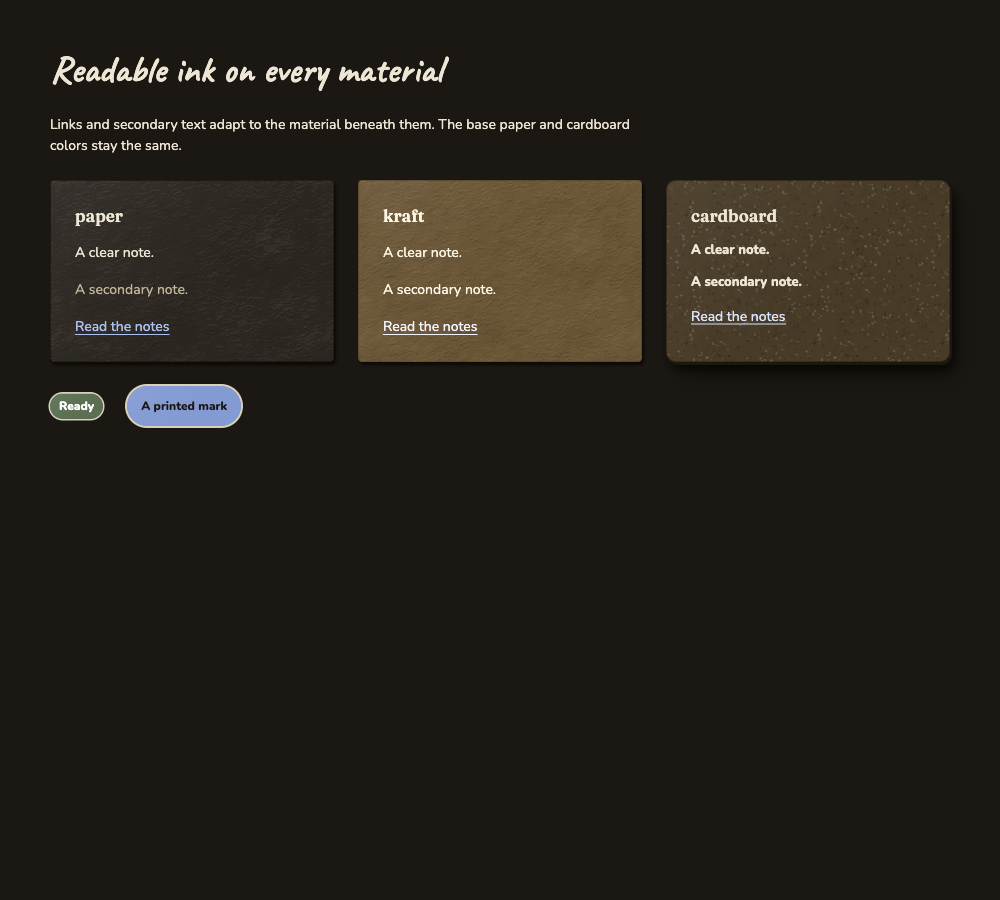 Readable ink on every material
Links and secondary text adapt to the material beneath them. The base paper and cardboard
colors stay the same.
paper
A clear note.
A secondary note.
Read the notes
kraft
A clear note.
A secondary note.
Read the notes
cardboard
A clear note.
A secondary note.
Read the notes
Ready
A printed mark